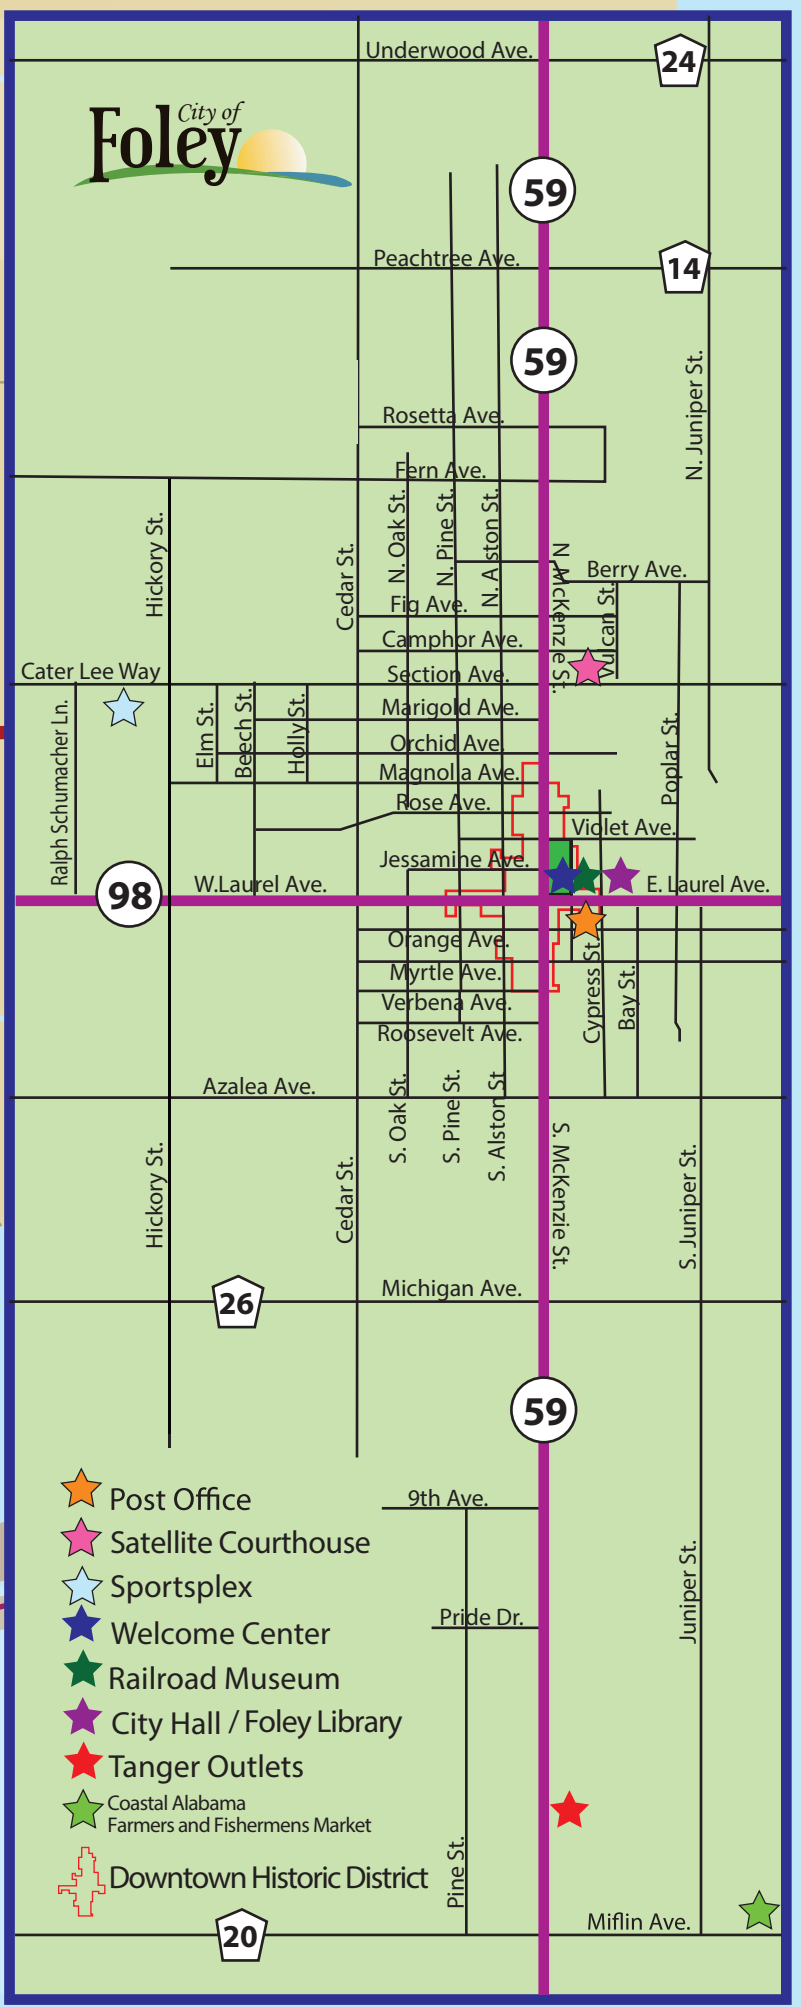 Underwood Ave.
24
City of
Foley
59
Peachtree Ave.
14
59
N. Juniper St.
Rosetta Ave.
Fern Ave.
Hickory St.
Cedar St.
N. Oak St.
N. Pine St.
N. Alston St.
N. McKenzie St.
Berry Ave.
Vulcan St.
Fig Ave.
Camphor Ave.
Cater Lee Way
Section Ave.
Ralph Schumacher Ln.
Elm St.
Beech St.
Holly St.
Marigold Ave.
Orchid Ave.
Magnolia Ave.
Poplar St.
Rose Ave.
Violet Ave.
Jessamine Ave.
98
W.Laurel Ave.
E. Laurel Ave.
Orange Ave.
Myrtle Ave.
Cypress St.
Bay St.
Verbena Ave.
Roosevelt Ave.
Azalea Ave.
S. Oak St.
S. Pine St.
S. Alston St
S. McKenzie St.
Hickory St.
Cedar St.
S. Juniper St.
Michigan Ave.
26
59
Post Office
Satellite Courthouse
Sportsplex
Welcome Center
Railroad Museum
City Hall / Foley Library
Tanger Outlets
Coastal Alabama
Farmers and Fishermens Market
Downtown Historic District
9th Ave.
Pride Dr.
Juniper St.
Pine St.
Miflin Ave.
20